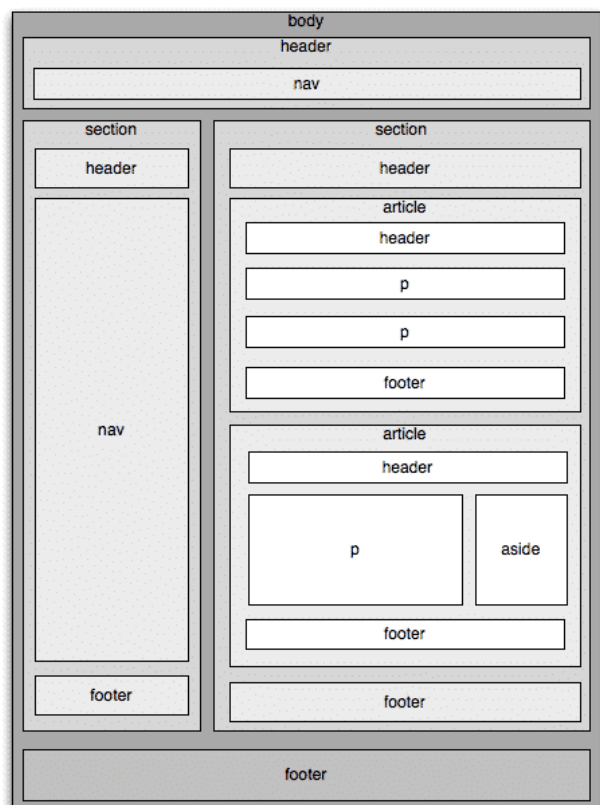 body
header
nav
section
header
nav
footer
section
header
article
header
p
p
footer
article
header
p
aside
footer
footer
footer